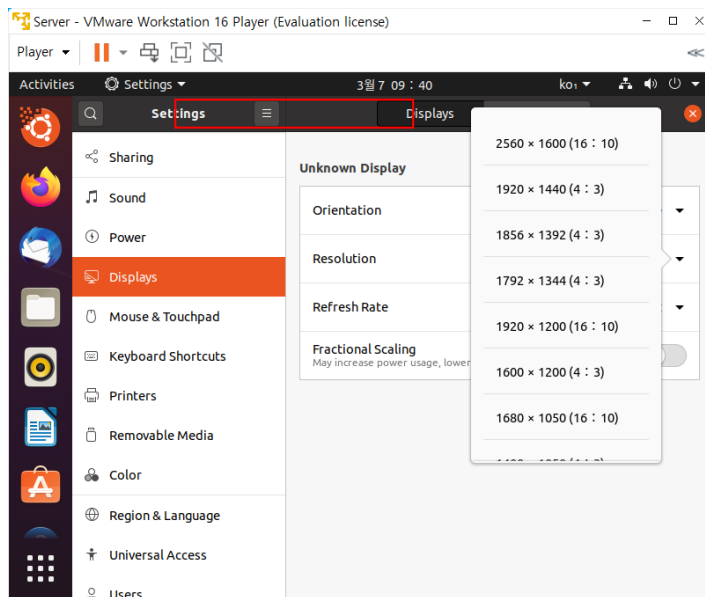 Server - VMware Workstation 16 Player (Evaluation license)
Player
Activities Settings 3월 7 09 : 40 ko₁
Settings Displays
Sharing
Sound
Power
Displays
Mouse & Touchpad
Keyboard Shortcuts
Printers
Removable Media
Color
Region & Language
Universal Access
Users
Unknown Display
Orientation
Resolution
Refresh Rate
Fractional Scaling
May increase power usage, lower
2560 × 1600 (16 : 10)
1920 × 1440 (4 : 3)
1856 × 1392 (4 : 3)
1792 × 1344 (4 : 3)
1920 × 1200 (16 : 10)
1600 × 1200 (4 : 3)
1680 × 1050 (16 : 10)